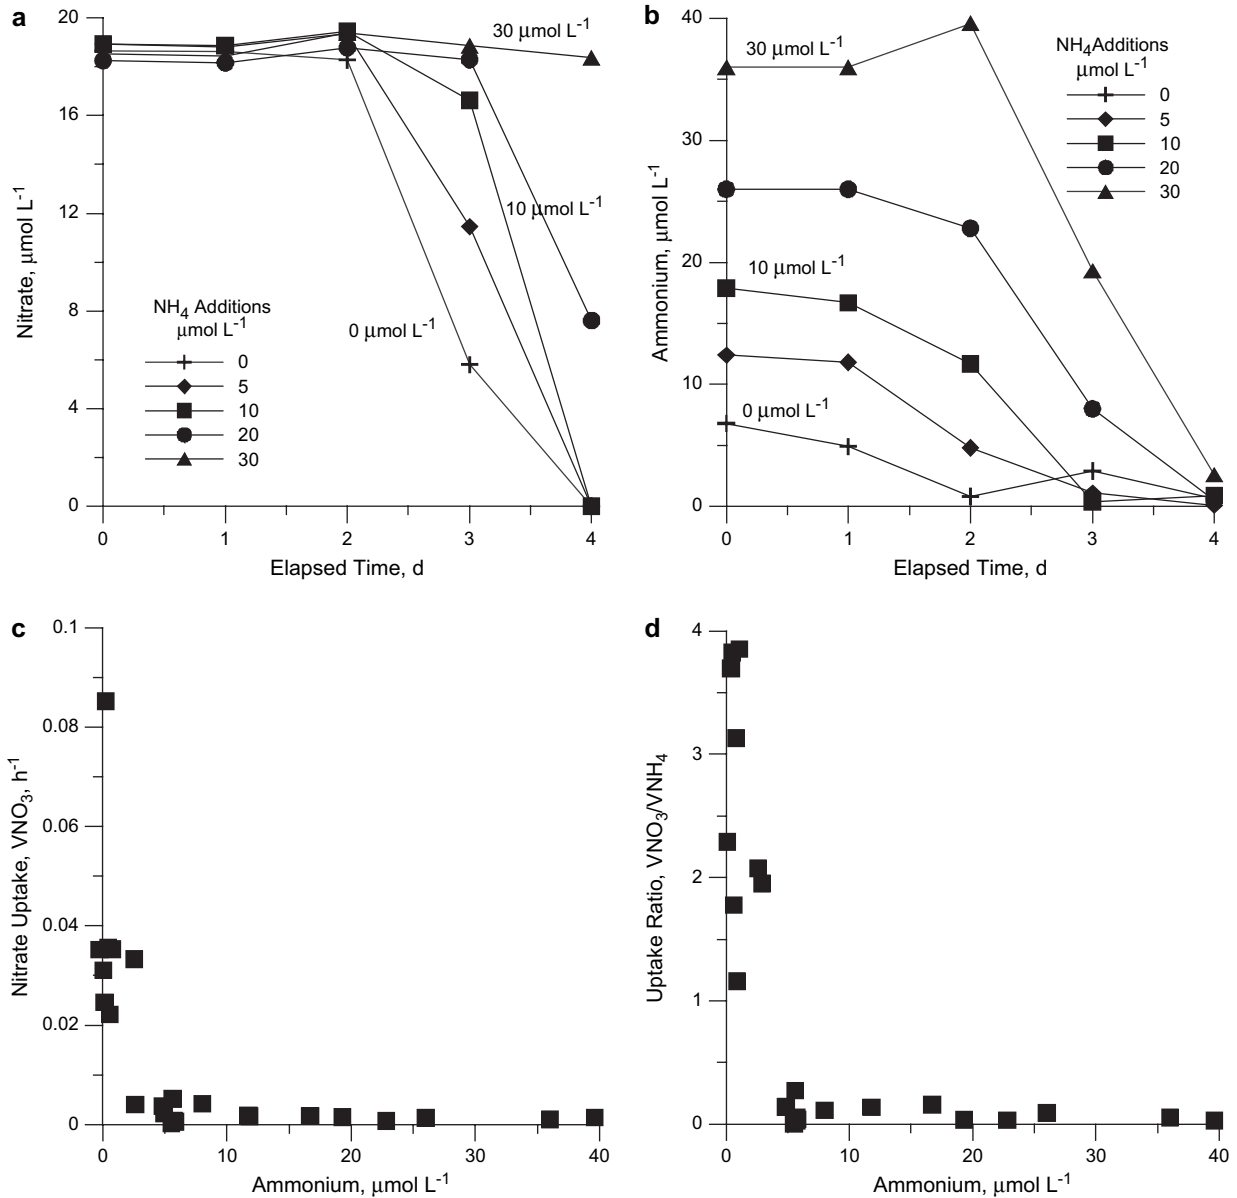 a
20
16
12
8
4
0
Nitrate, µmol L-1
30 µmol L-1
10 µmol L-1
0 µmol L-1
NH4 Additions
µmol L-1
0
5
10
20
30
0 1 2 3 4
Elapsed Time, d
b
40
30
20
10
0
Ammonium, µmol L-1
30 µmol L-1
10 µmol L-1
0 µmol L-1
NH4Additions
µmol L-1
0
5
10
20
30
0 1 2 3 4
Elapsed Time, d
c
0.1
0.08
0.06
0.04
0.02
0
Nitrate Uptake, VNO3, h-1
0 10 20 30 40
Ammonium, µmol L-1
d
4
3
2
1
0
Uptake Ratio, VNO3/VNH4
0 10 20 30 40
Ammonium, µmol L-1